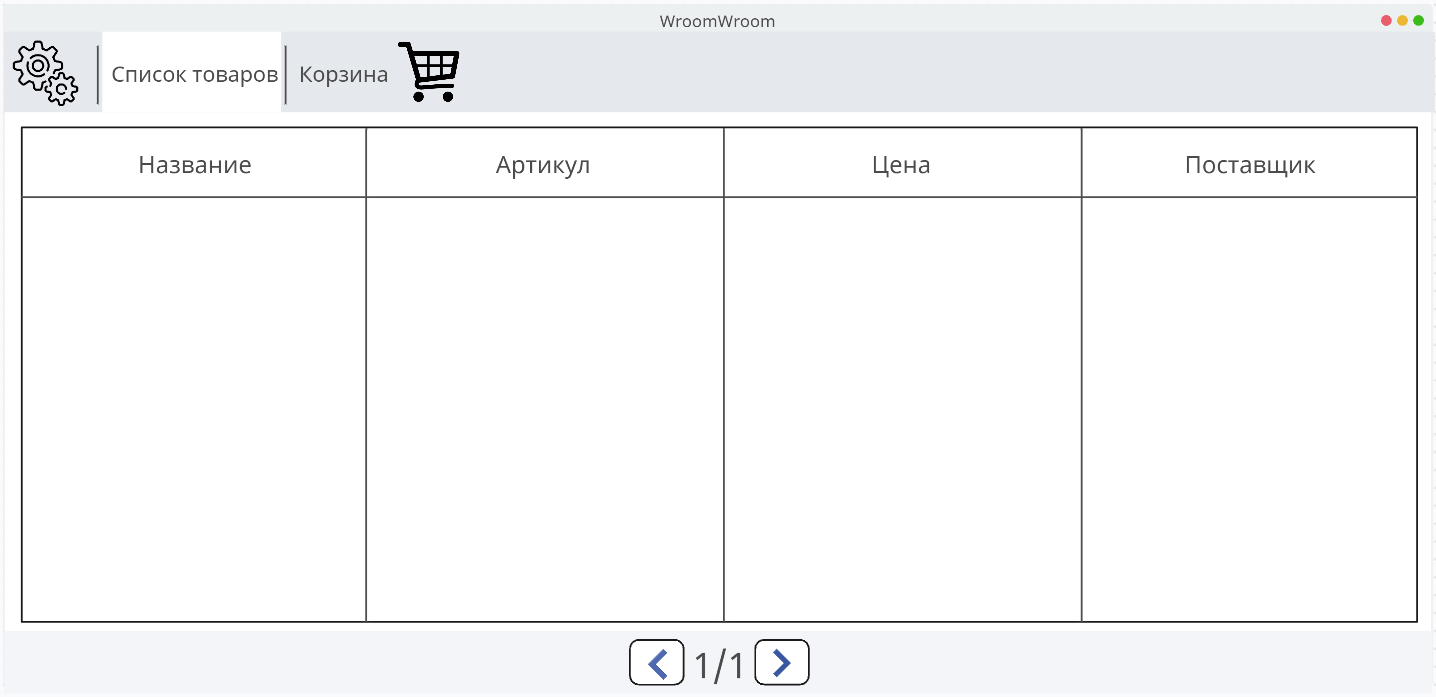 WroomWroom
Список товаров Корзина
Название Артикул Цена Поставщик
1/1